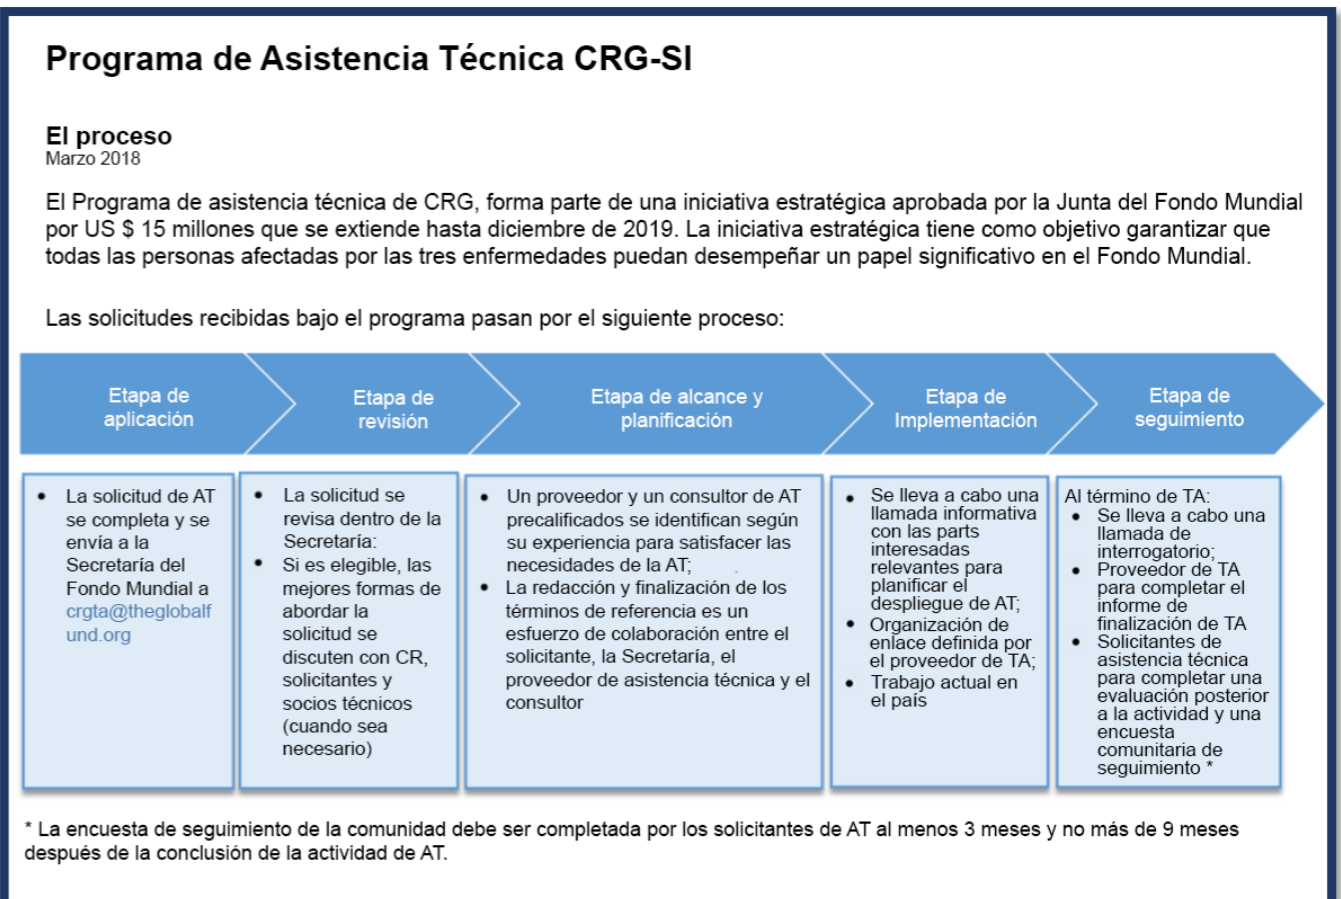 Programa de Asistencia Técnica CRG-SI
El proceso
Marzo 2018
El Programa de asistencia técnica de CRG, forma parte de una iniciativa estratégica aprobada por la Junta del Fondo Mundial
por US $ 15 millones que se extiende hasta diciembre de 2019. La iniciativa estratégica tiene como objetivo garantizar que
todas las personas afectadas por las tres enfermedades puedan desempeñar un papel significativo en el Fondo Mundial.
Las solicitudes recibidas bajo el programa pasan por el siguiente proceso:
Etapa de
aplicación
Etapa de
revisión
Etapa de alcance y
planificación
Etapa de
Implementación
Etapa de
seguimiento
• La solicitud de AT
se completa y se
envía a la
Secretaría del
Fondo Mundial a
crgta@theglobalf
und.org
• La solicitud se
revisa dentro de la
Secretaría:
• Si es elegible, las
mejores formas de
abordar la
solicitud se
discuten con CR,
solicitantes y
socios técnicos
(cuando sea
necesario)
• Un proveedor y un consultor de AT
precalificados se identifican según
su experiencia para satisfacer las
necesidades de la AT;
• La redacción y finalización de los
términos de referencia es un
esfuerzo de colaboración entre el
solicitante, la Secretaría, el
proveedor de asistencia técnica y el
consultor
• Se lleva a cabo una
llamada informativa
con las parts
interesadas
relevantes para
planificar el
despliegue de AT;
• Organización de
enlace definida por
el proveedor de TA;
• Trabajo actual en
el país
Al término de TA:
• Se lleva a cabo una
llamada de
interrogatorio;
• Proveedor de TA
para completar el
informe de
finalización de TA
• Solicitantes de
asistencia técnica
para completar una
evaluación posterior
a la actividad y una
encuesta
comunitaria de
seguimiento *
* La encuesta de seguimiento de la comunidad debe ser completada por los solicitantes de AT al menos 3 meses y no más de 9 meses
después de la conclusión de la actividad de AT.